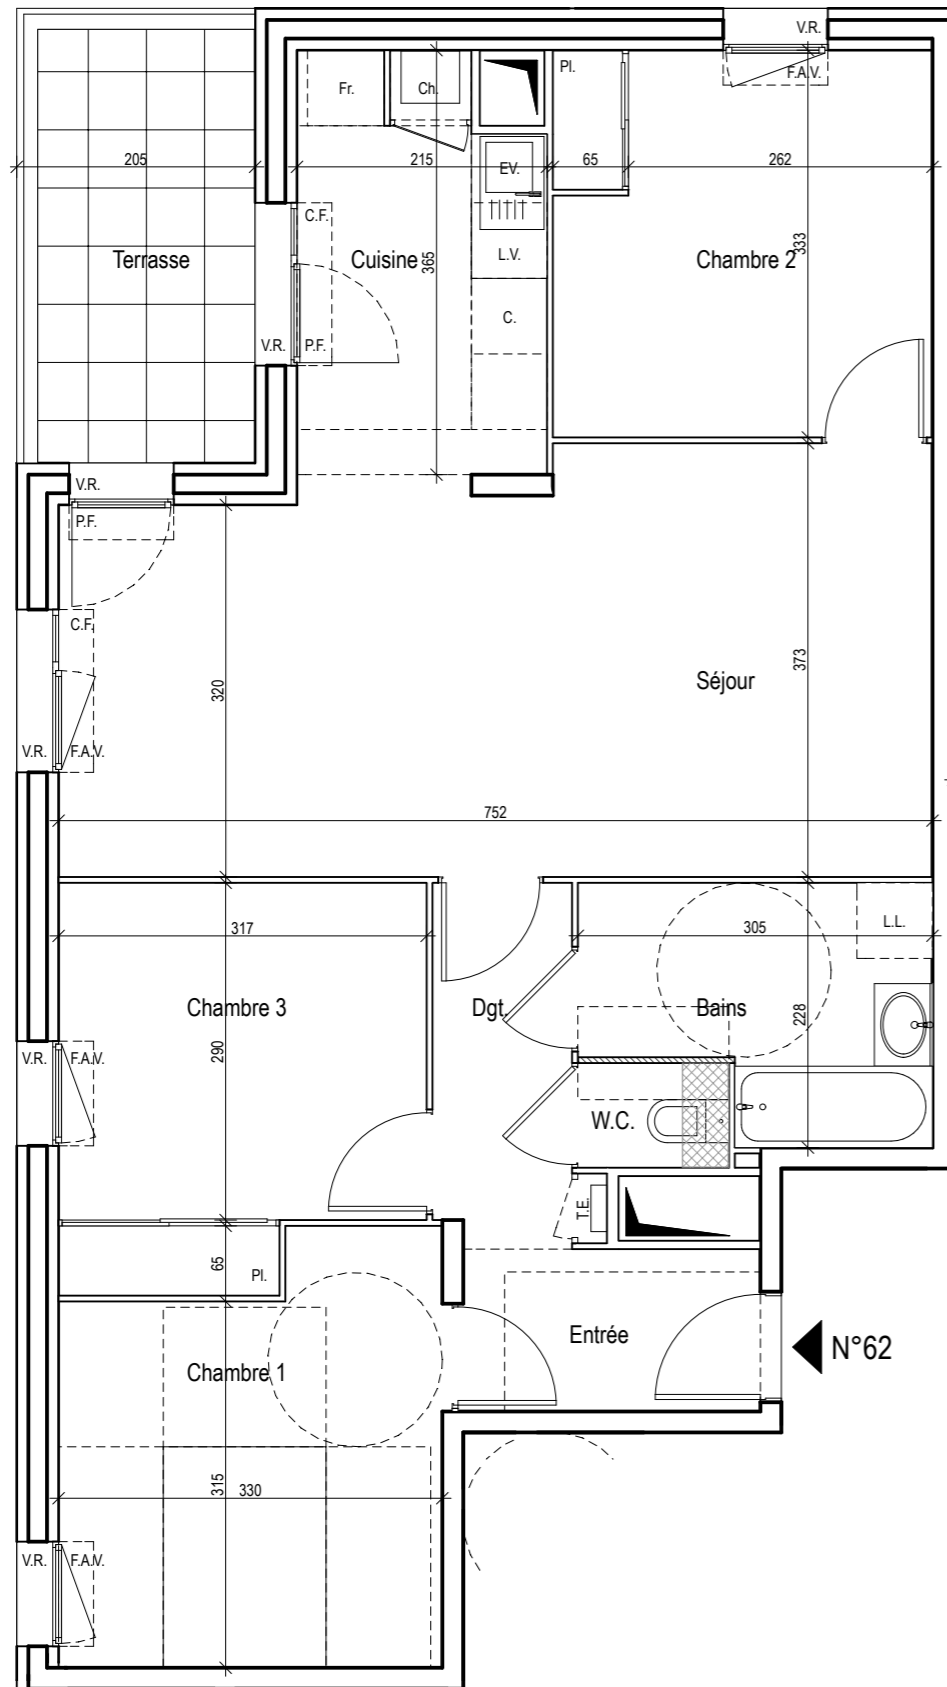 V.R.
Fr.
Ch.
Pl.
F.A.V.
205
215
65
262
EV.
C.F.
Terrasse
Cuisine
365
L.V.
Chambre 2
333
V.R.
P.F.
C.
V.R.
P.F.
C.F.
320
373
Séjour
V.R.
F.A.V.
752
317
305
L.L.
Chambre 3
Dgt.
Bains
228
V.R.
F.A.V.
290
W.C.
T.E.
65
Pl.
Entrée
N°62
Chambre 1
315
330
V.R.
F.A.V.